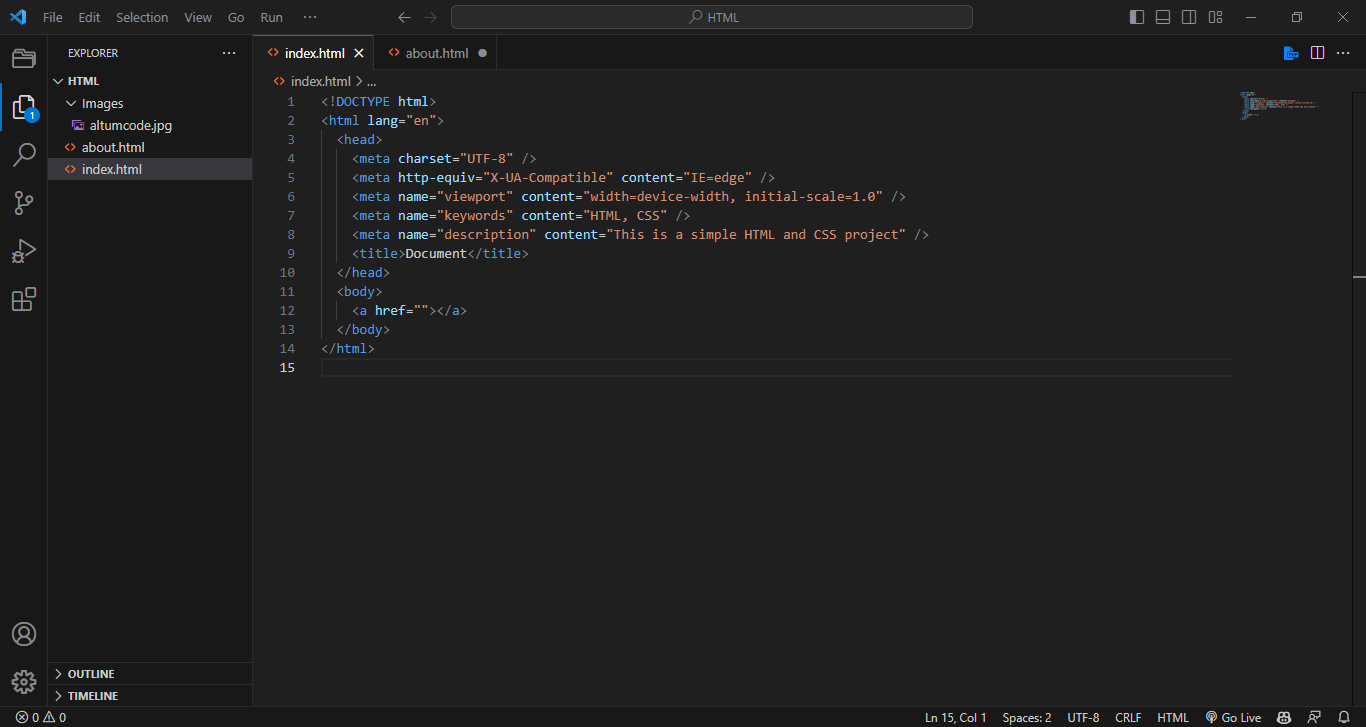 File Edit Selection View Go Run ··· HTML
EXPLORER ···
HTML
Images
altumcode.jpg
about.html
index.html
OUTLINE
TIMELINE
1
index.html about.html
index.html > ...
1 <!DOCTYPE html>
2 <html lang="en">
3 <head>
4 <meta charset="UTF-8" />
5 <meta http-equiv="X-UA-Compatible" content="IE=edge" />
6 <meta name="viewport" content="width=device-width, initial-scale=1.0" />
7 <meta name="keywords" content="HTML, CSS" />
8 <meta name="description" content="This is a simple HTML and CSS project" />
9 <title>Document</title>
10 </head>
11 <body>
12 <a href=""></a>
13 </body>
14 </html>
15
0 0 Ln 15, Col 1 Spaces: 2 UTF-8 CRLF HTML Go Live